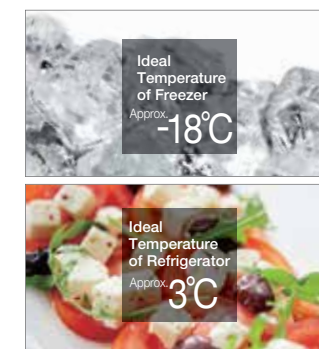 Ideal
Temperature
of Freezer
Approx. -18°C
Ideal
Temperature
of Refrigerator
Approx. 3°C